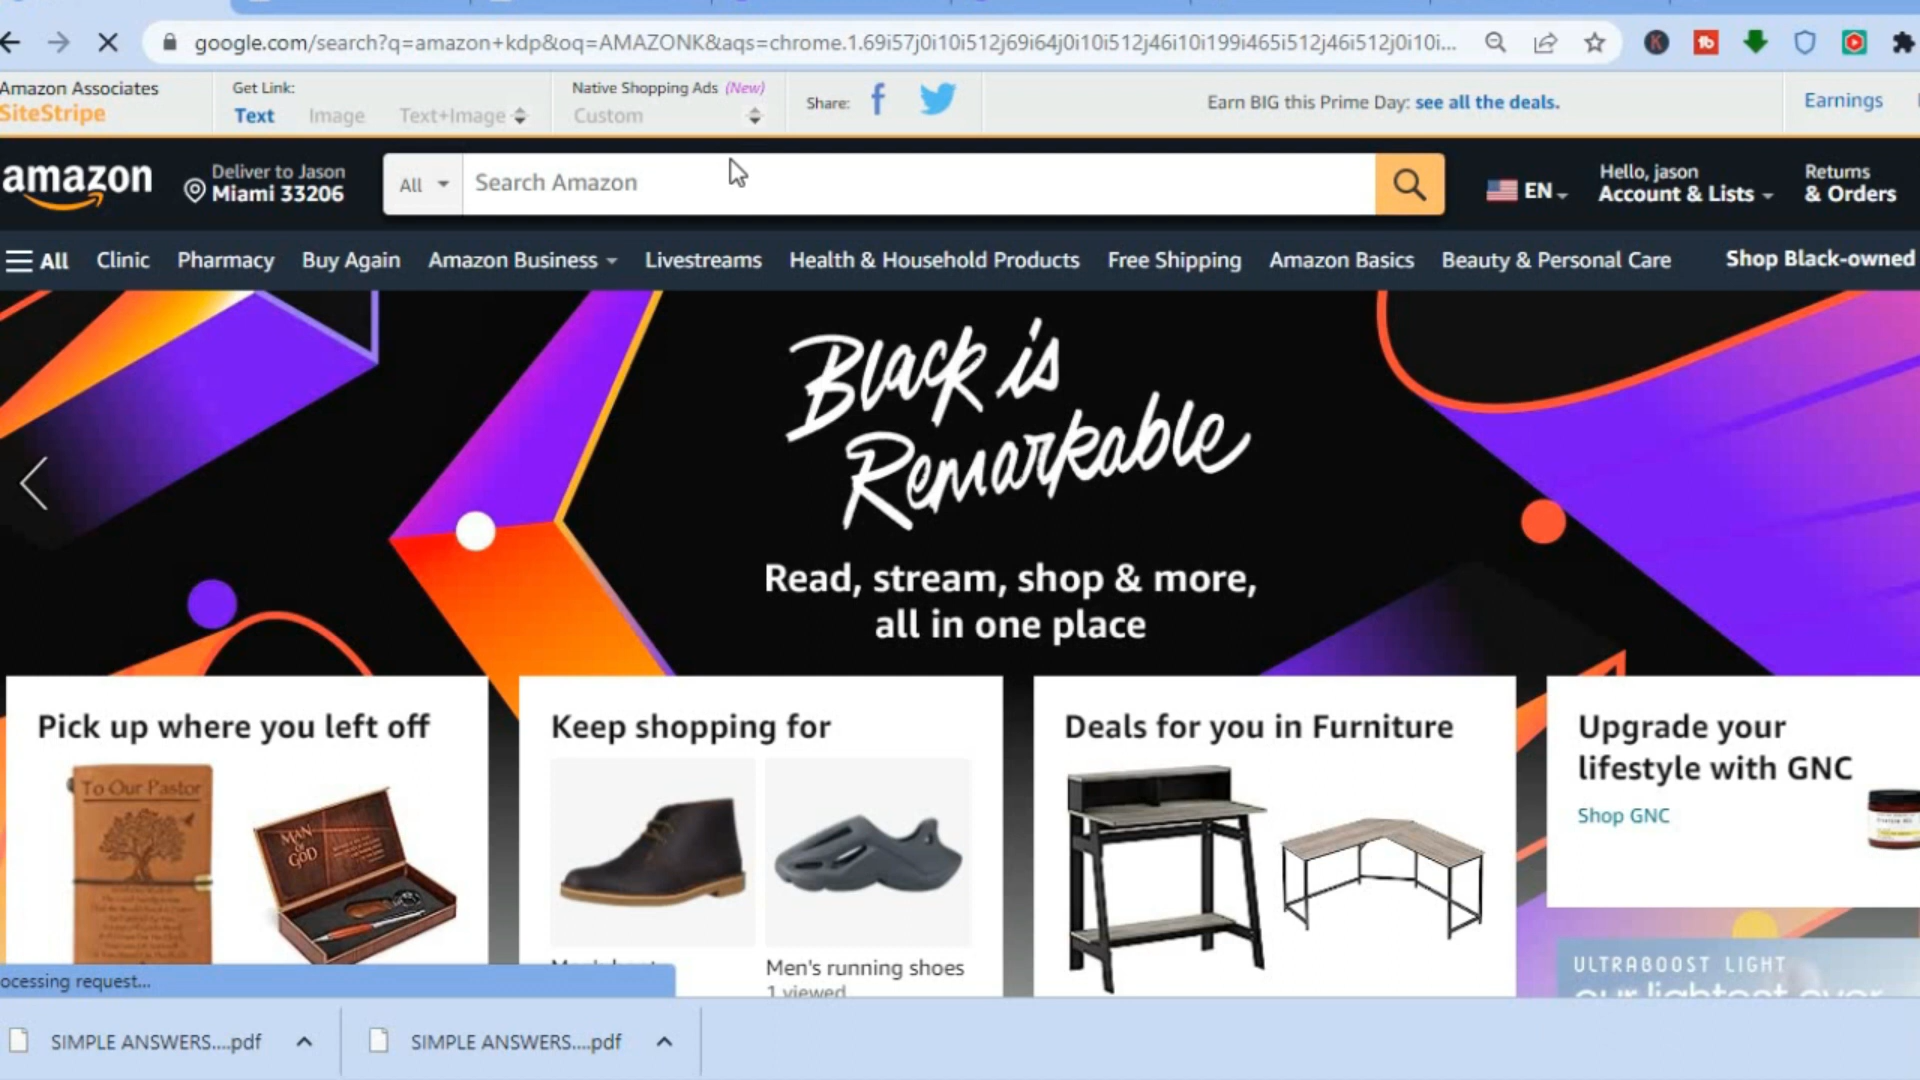 google.com/search?q=amazon+kdp&oq=AMAZONK&aqs=chrome.1.69i57j0i10i512j69i64j0i10i512j46i10i199i465i512j46i512j0i10i...
Amazon Associates
SiteStripe
Get Link:
Text Image Text+Image
Native Shopping Ads (New)
Custom
Share:
Earn BIG this Prime Day: see all the deals.
Earnings
amazon
Deliver to Jason
Miami 33206
All
Search Amazon
EN
Hello, jason
Account & Lists
Returns
& Orders
All Clinic Pharmacy Buy Again Amazon Business Livestreams Health & Household Products Free Shipping Amazon Basics Beauty & Personal Care Shop Black-owned
Black is
Remarkable
Read, stream, shop & more,
all in one place
Pick up where you left off
To Our Pastor
MAN
OF
GOD
Keep shopping for
Men's running shoes
1 viewed
Deals for you in Furniture
Upgrade your
lifestyle with GNC
Shop GNC
ULTRABOOST LIGHT
our lightest ever
ocessing request...
SIMPLE ANSWERS....pdf
SIMPLE ANSWERS....pdf